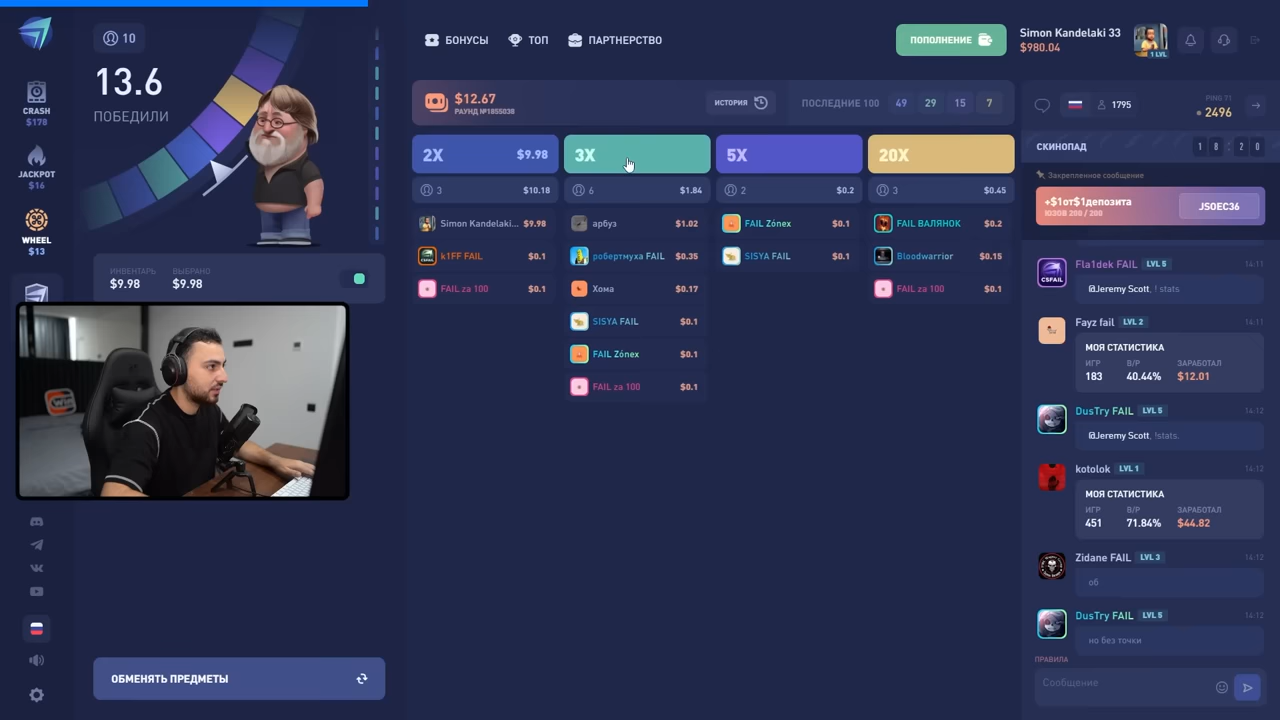 10
13.6
ПОБЕДИЛИ
CRASH
$178
JACKPOT
$16
WHEEL
$13
ИНВЕНТАРЬ
$9.98
ВЫБРАНО
$9.98
ОБМЕНЯТЬ ПРЕДМЕТЫ
БОНУСЫ
ТОП
ПАРТНЕРСТВО
ПОПОЛНЕНИЕ
Simon Kandelaki 33
$980.04
1 LVL
$12.67
РАУНД №1855038
ИСТОРИЯ
ПОСЛЕДНИЕ 100
49
29
15
7
2X
$9.98
3
$10.18
Simon Kandelaki...
$9.98
k1FF FAIL
$0.1
FAIL za 100
$0.1
3X
6
$1.84
арбуз
$1.02
робертмуха FAIL
$0.35
Хома
$0.17
SISYA FAIL
$0.1
FAIL Zónex
$0.1
FAIL za 100
$0.1
5X
2
$0.2
FAIL Zónex
$0.1
SISYA FAIL
$0.1
20X
3
$0.45
FAIL ВАЛЯНОК
$0.2
Bloodwarrior
$0.15
FAIL za 100
$0.1
1795
PING 71
2496
СКИНОПАД
1 8 : 2 0
Закрепленное сообщение
+$1от$1депозита
ЮЗОВ 200 / 200
JSOEC36
Fla1dek FAIL
LVL 5
14:11
@Jeremy Scott, ! stats
CSFAIL
Fayz fail
LVL 2
14:11
МОЯ СТАТИСТИКА
ИГР
183
В/Р
40.44%
ЗАРАБОТАЛ
$12.01
DusTry FAIL
LVL 5
14:12
@Jeremy Scott, !stats.
kotolok
LVL 1
14:12
МОЯ СТАТИСТИКА
ИГР
451
В/Р
71.84%
ЗАРАБОТАЛ
$44.82
Zidane FAIL
LVL 3
14:12
об
DusTry FAIL
LVL 5
14:12
но без точки
ПРАВИЛА
Сообщение